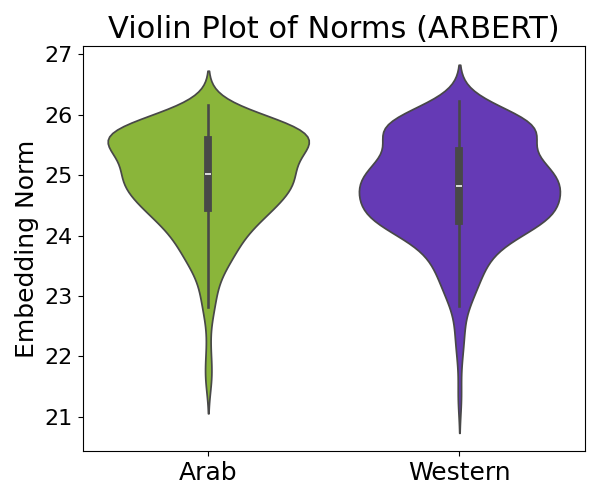 Violin Plot of Norms (ARBERT)
27
26
25
24
23
22
21
Embedding Norm
Arab
Western